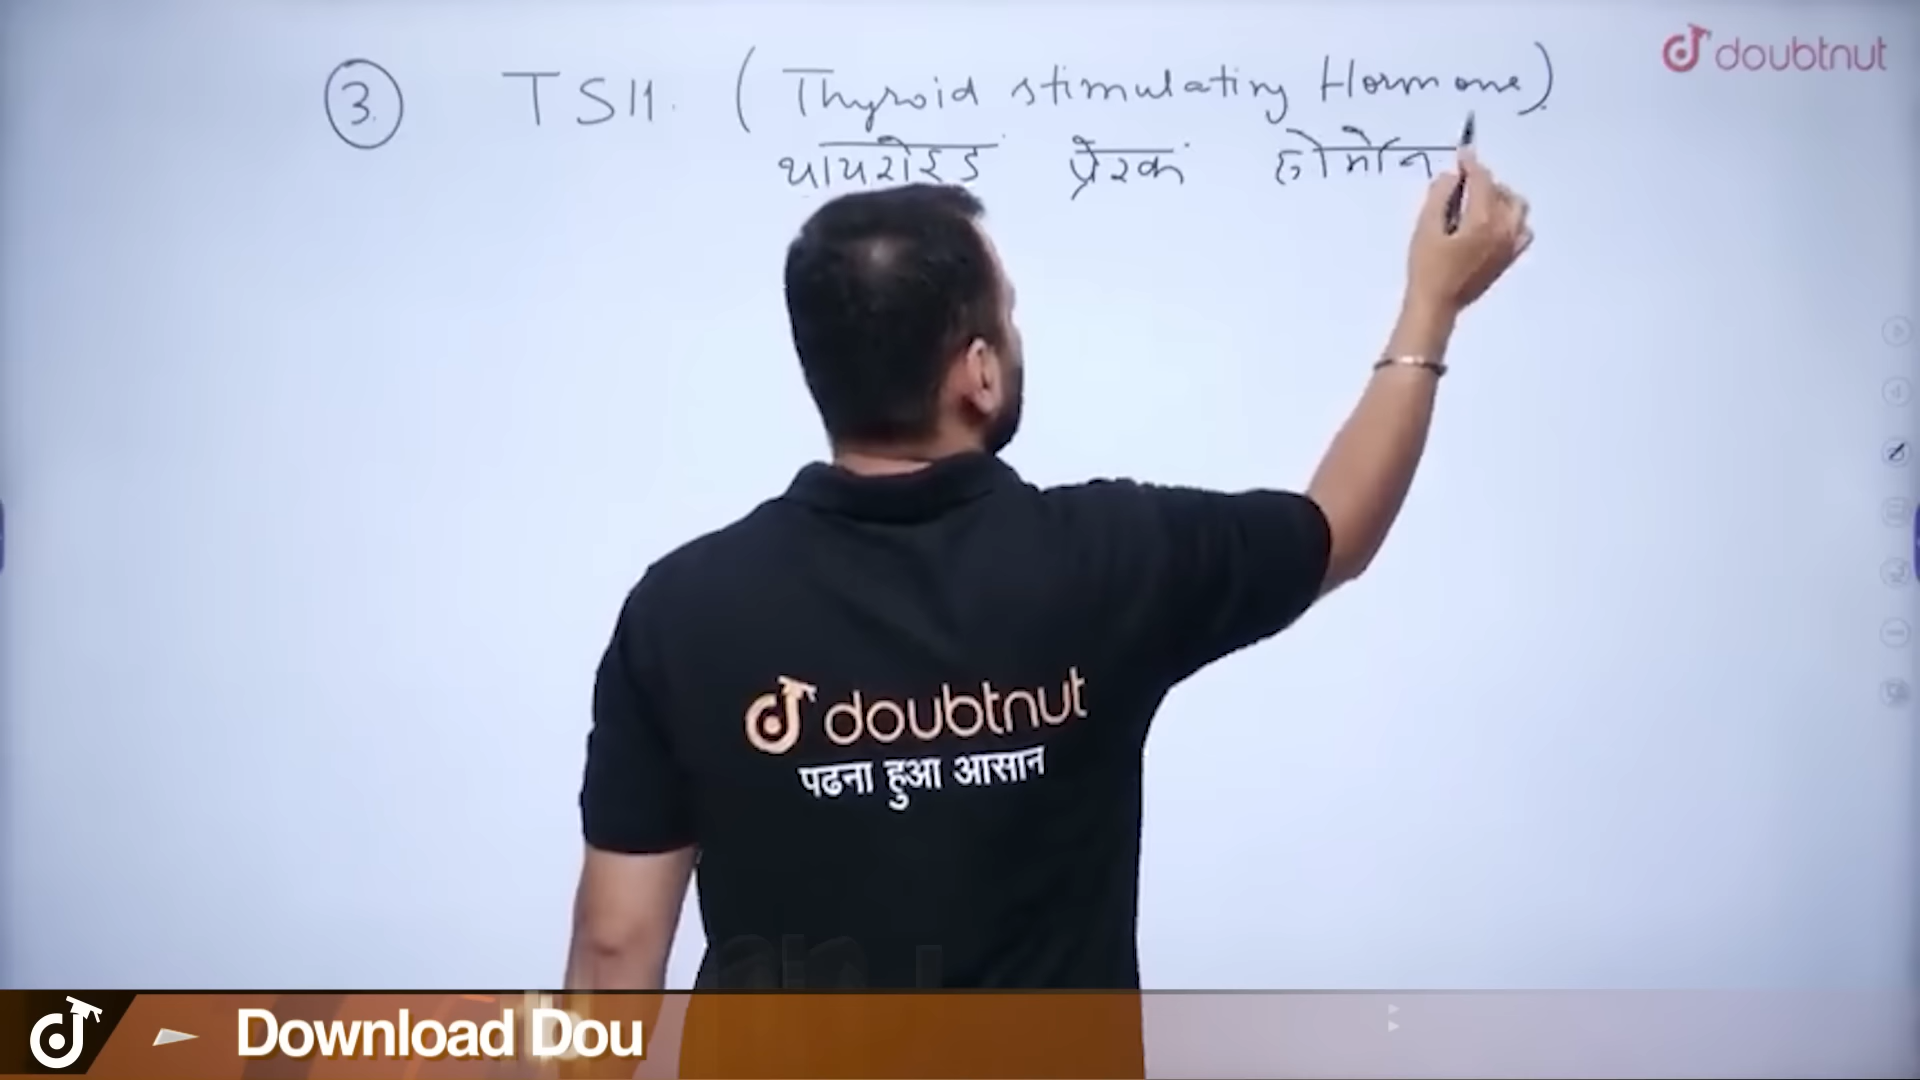 ③. TSH. (Thyroid stimulating Hormone).
थायरोइड प्रेरक होर्मोन
doubtnut
doubtnut
पढना हुआ आसान
Download Dou